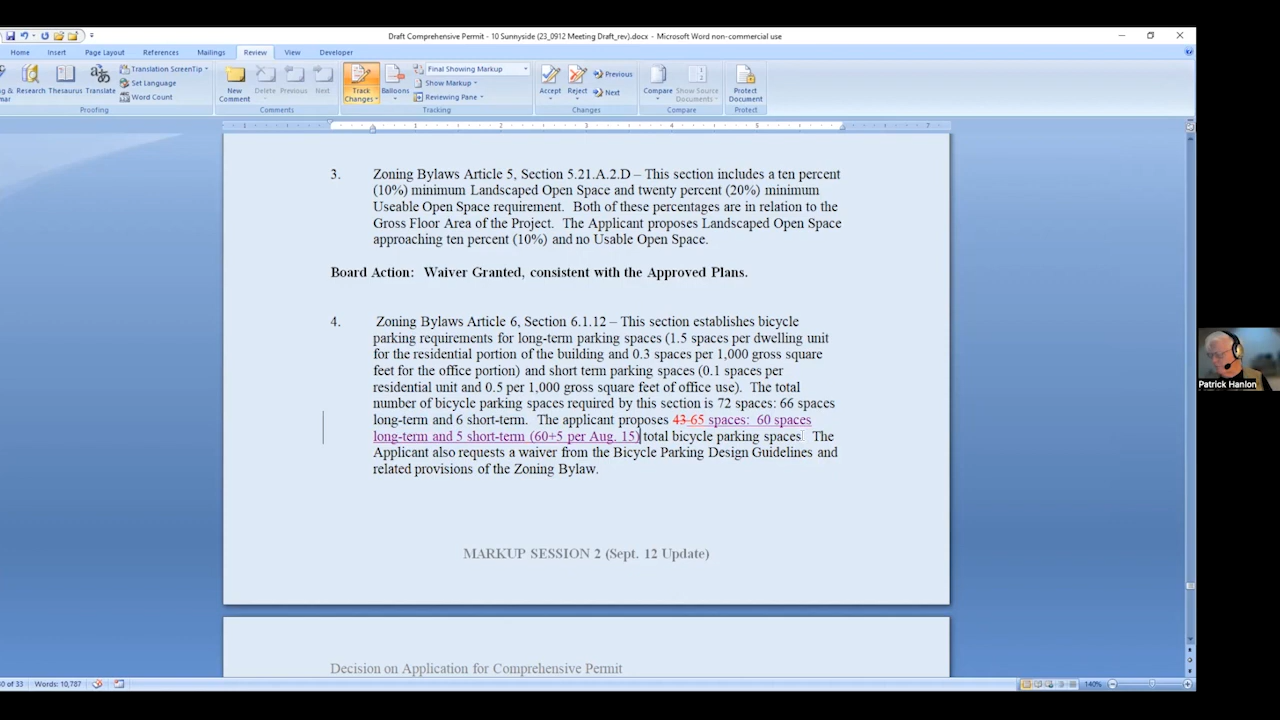 Draft Comprehensive Permit - 10 Sunnyside (23_0912 Meeting Draft_rev).docx - Microsoft Word non-commercial use
Home Insert Page Layout References Mailings Review View Developer
Research Thesaurus Translate
Translation ScreenTip
Set Language
Word Count
Proofing
New Comment Delete Previous Next
Comments
Track Changes Balloons
Final Showing Markup
Show Markup
Reviewing Pane
Tracking
Accept Reject
Previous
Next
Changes
Compare Show Source Documents
Compare
Protect Document
Protect
1 1 2 3 4 5 7
3. Zoning Bylaws Article 5, Section 5.21.A.2.D – This section includes a ten percent
(10%) minimum Landscaped Open Space and twenty percent (20%) minimum
Useable Open Space requirement. Both of these percentages are in relation to the
Gross Floor Area of the Project. The Applicant proposes Landscaped Open Space
approaching ten percent (10%) and no Usable Open Space.
Board Action: Waiver Granted, consistent with the Approved Plans.
4. Zoning Bylaws Article 6, Section 6.1.12 – This section establishes bicycle
parking requirements for long-term parking spaces (1.5 spaces per dwelling unit
for the residential portion of the building and 0.3 spaces per 1,000 gross square
feet for the office portion) and short term parking spaces (0.1 spaces per
residential unit and 0.5 per 1,000 gross square feet of office use). The total
number of bicycle parking spaces required by this section is 72 spaces: 66 spaces
long-term and 6 short-term. The applicant proposes 43 65 spaces: 60 spaces
long-term and 5 short-term (60+5 per Aug. 15) total bicycle parking spaces The
Applicant also requests a waiver from the Bicycle Parking Design Guidelines and
related provisions of the Zoning Bylaw.
MARKUP SESSION 2 (Sept. 12 Update)
Decision on Application for Comprehensive Permit
0 of 33 Words: 10,787 140%
Patrick Hanlon